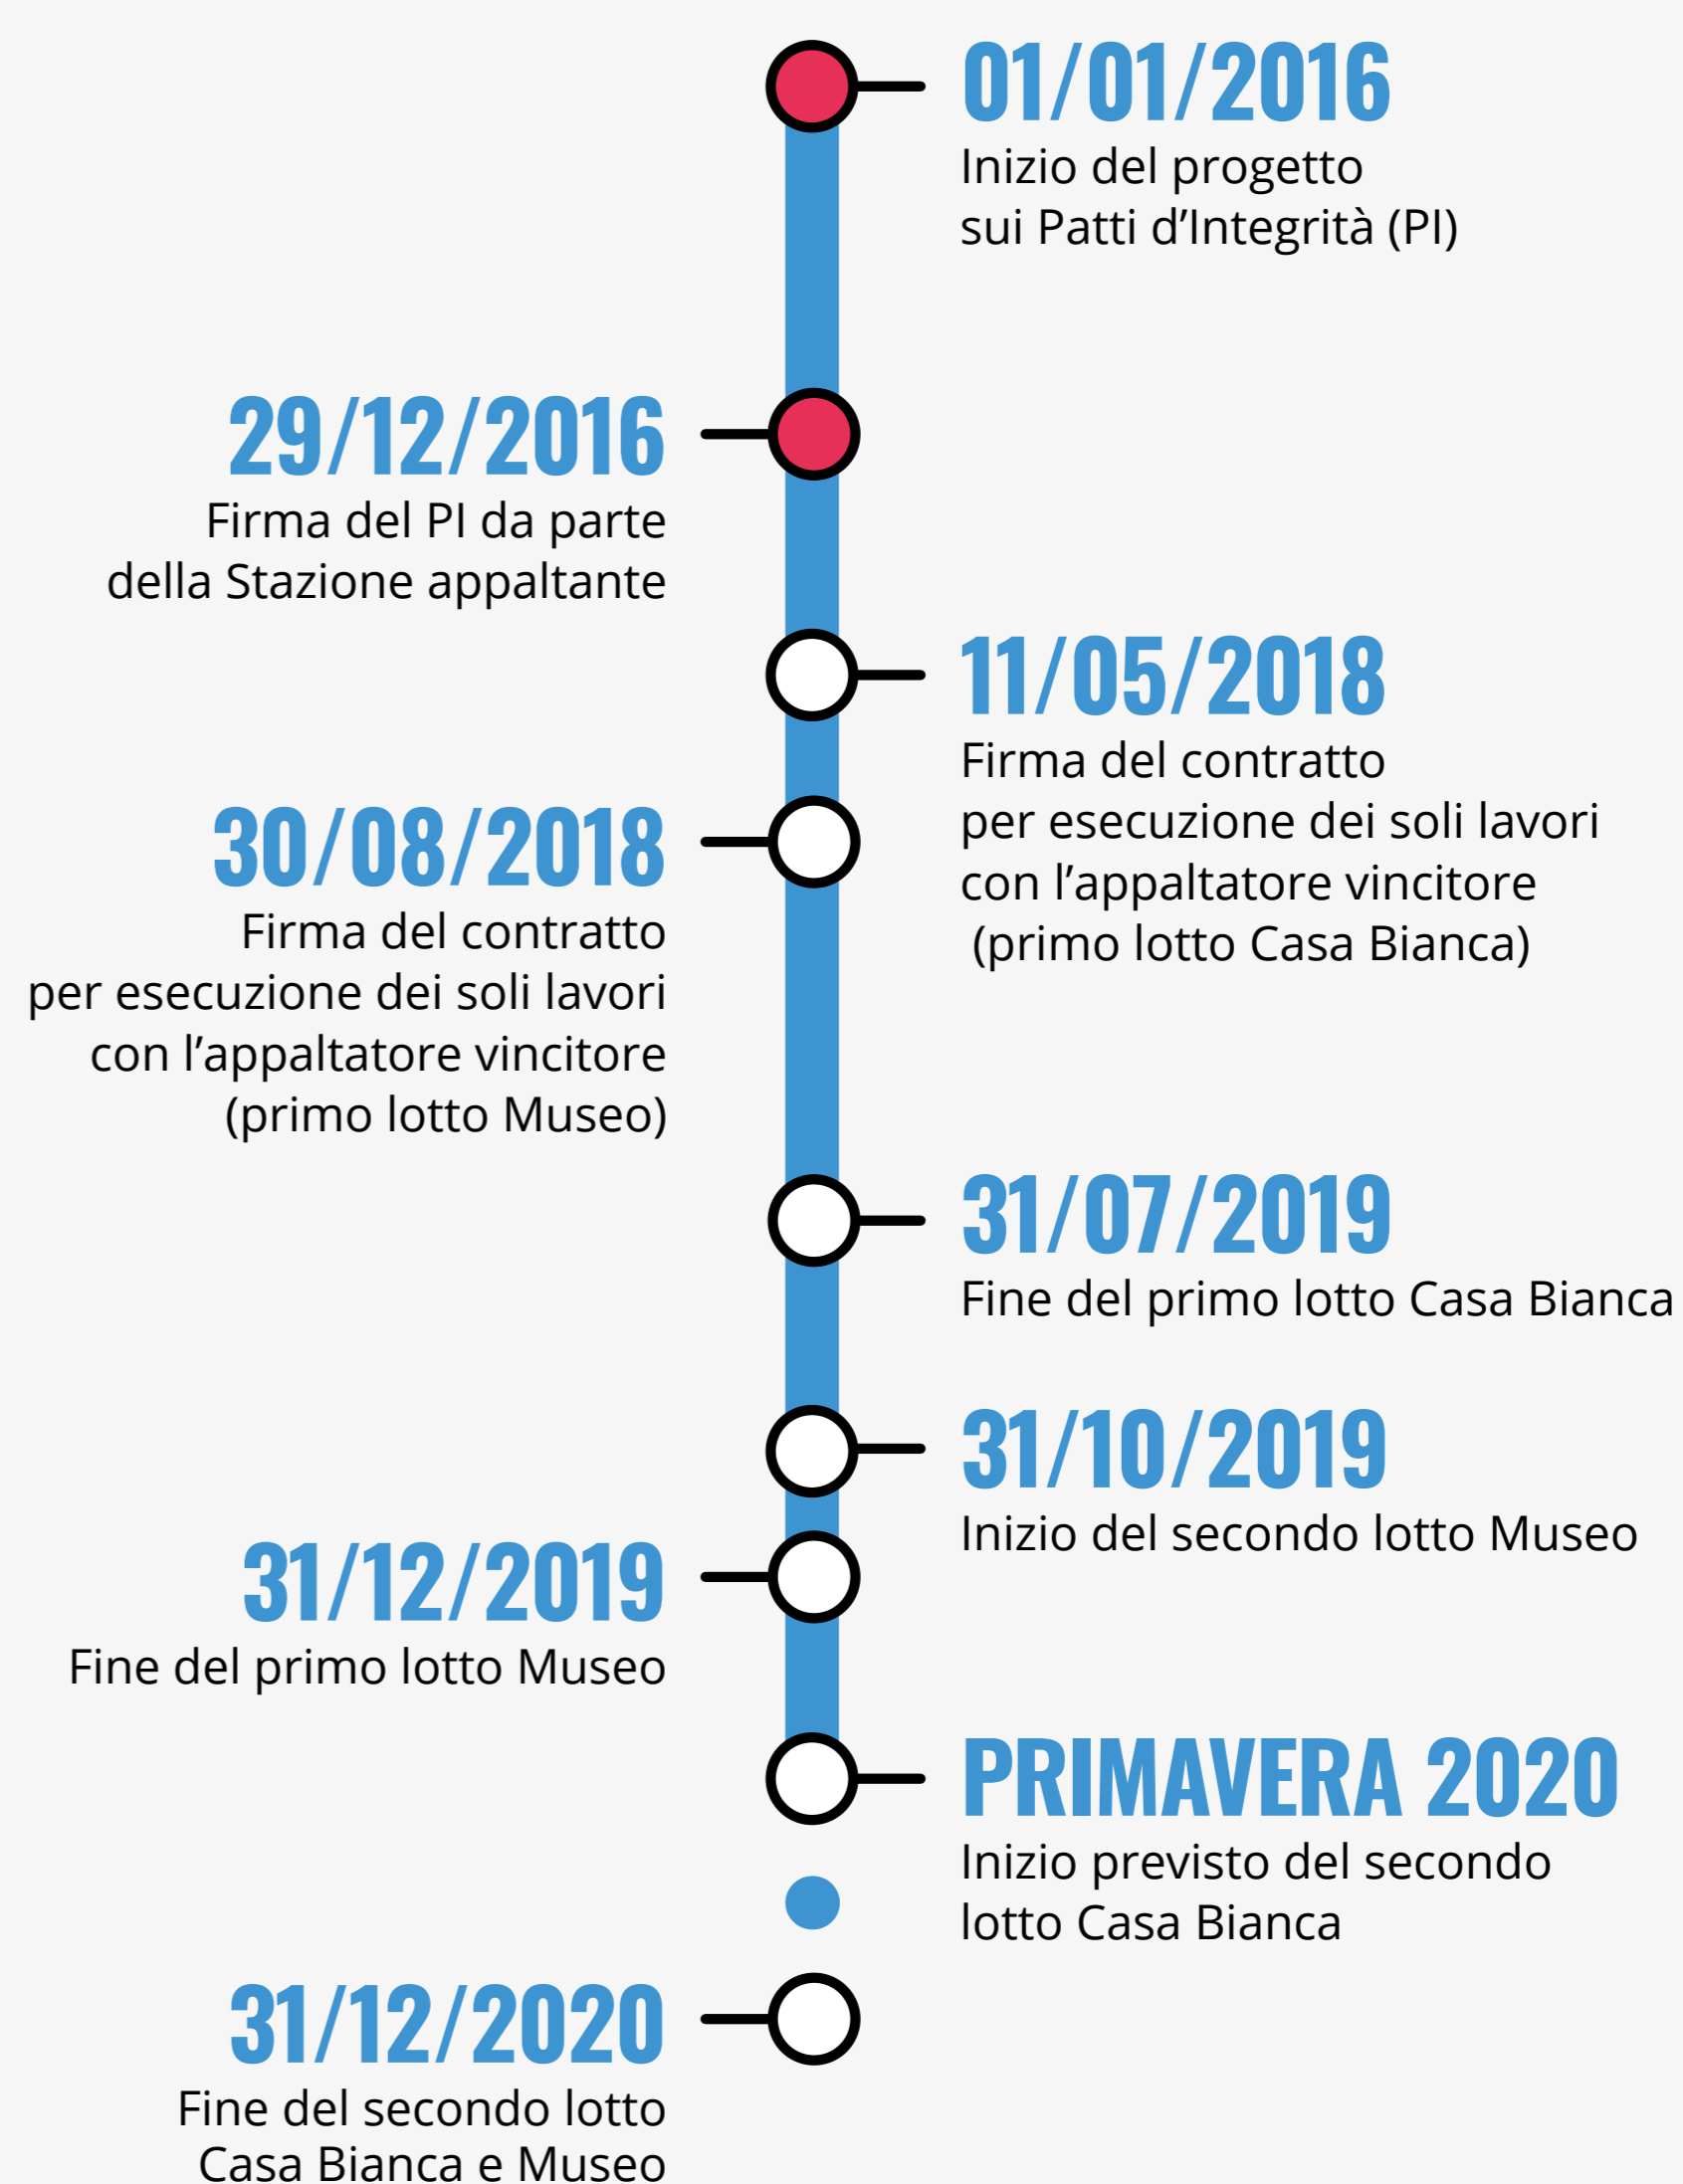 01/01/2016
Inizio del progetto
sui Patti d’Integrità (PI)
29/12/2016
Firma del PI da parte
della Stazione appaltante
11/05/2018
Firma del contratto
per esecuzione dei soli lavori
con l’appaltatore vincitore
(primo lotto Casa Bianca)
30/08/2018
Firma del contratto
per esecuzione dei soli lavori
con l’appaltatore vincitore
(primo lotto Museo)
31/07/2019
Fine del primo lotto Casa Bianca
31/10/2019
Inizio del secondo lotto Museo
31/12/2019
Fine del primo lotto Museo
PRIMAVERA 2020
Inizio previsto del secondo
lotto Casa Bianca
31/12/2020
Fine del secondo lotto
Casa Bianca e Museo